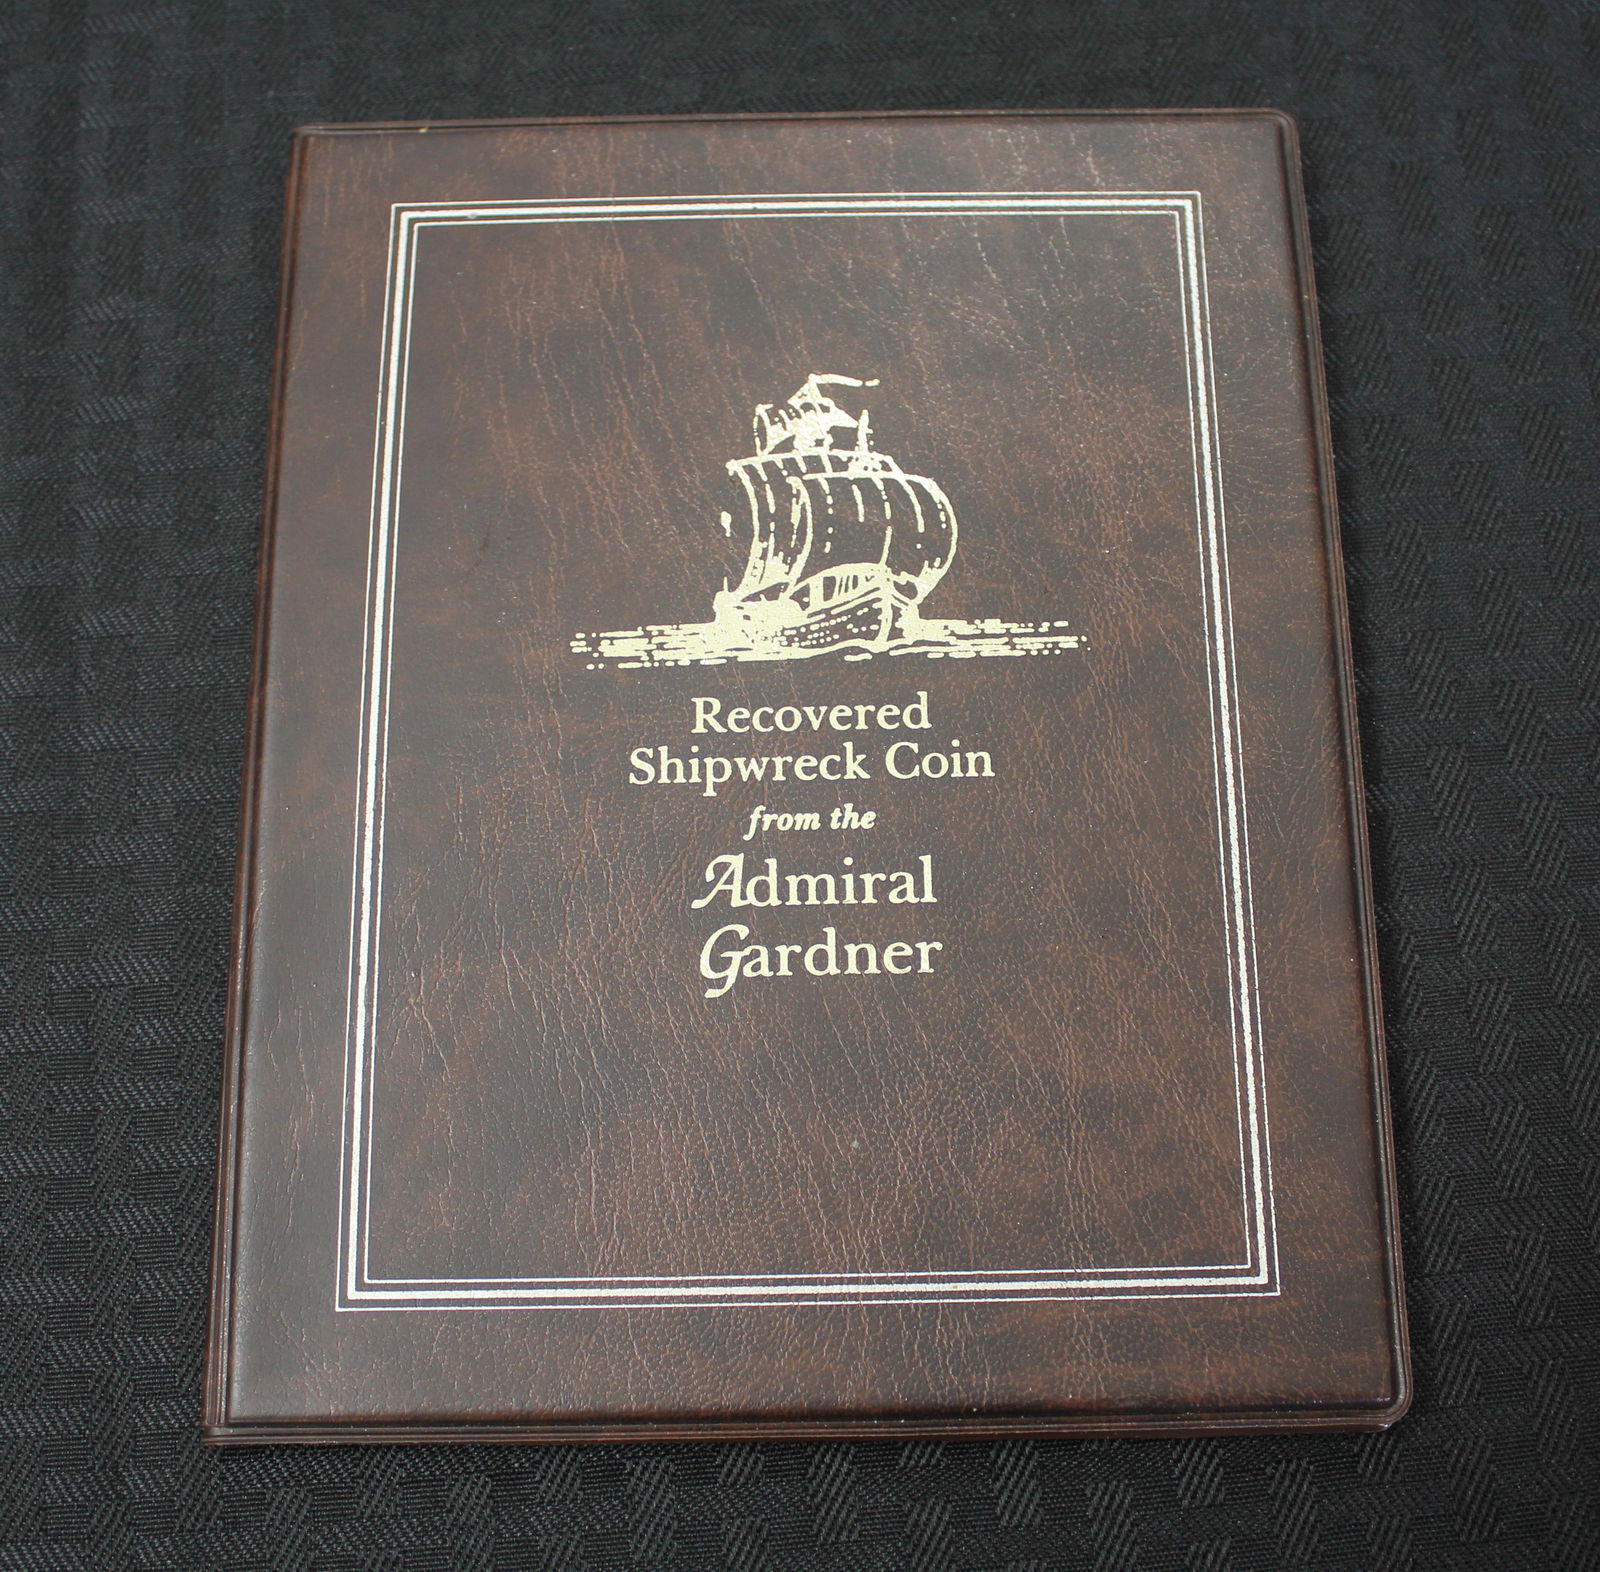 Recovered
Shipwreck Coin
from the
Admiral
Gardner